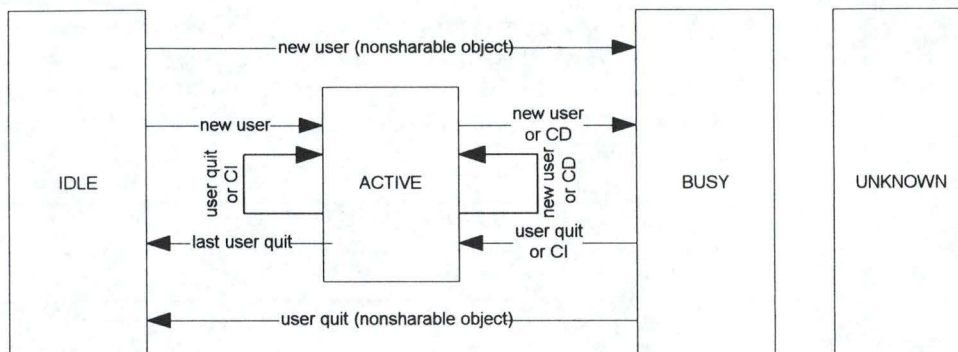 new user (nonsharable object)
new user
new user
or CD
user quit
or CI
new user
or CD
IDLE
ACTIVE
BUSY
UNKNOWN
last user quit
user quit
or CI
user quit (nonsharable object)